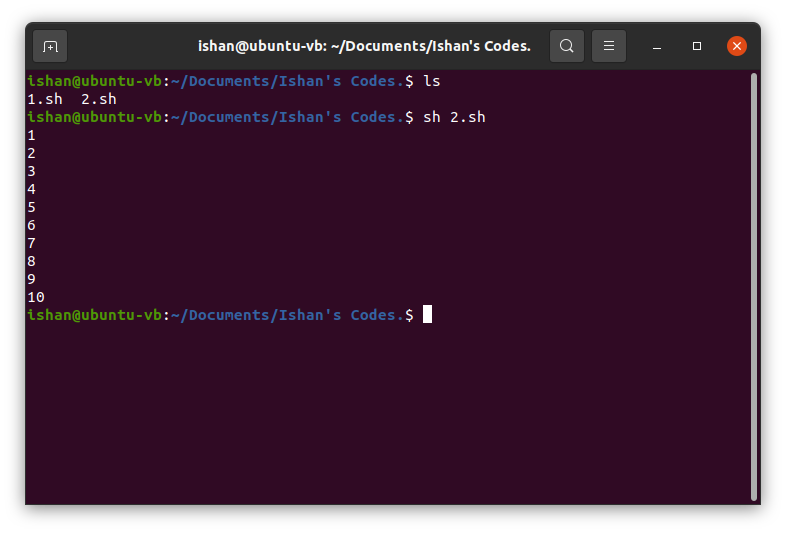 ishan@ubuntu-vb: ~/Documents/Ishan's Codes.
ishan@ubuntu-vb:~/Documents/Ishan's Codes.$ ls
1.sh  2.sh
ishan@ubuntu-vb:~/Documents/Ishan's Codes.$ sh 2.sh
1
2
3
4
5
6
7
8
9
10
ishan@ubuntu-vb:~/Documents/Ishan's Codes.$